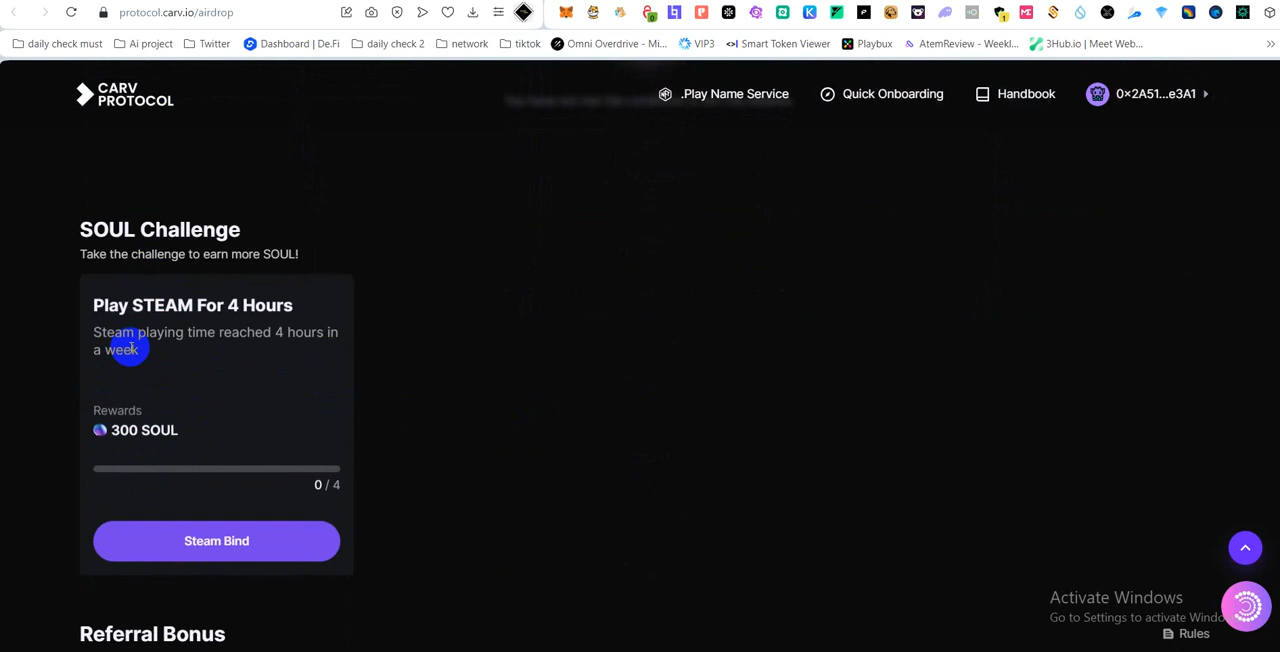 protocol.carv.io/airdrop
daily check must Ai project Twitter Dashboard | De.Fi daily check 2 network tiktok Omni Overdrive - Mi... VIP3 Smart Token Viewer Playbux AtemReview - Weekl... 3Hub.io | Meet Web...
CARV
PROTOCOL
.Play Name Service Quick Onboarding Handbook 0×2A51...e3A1
SOUL Challenge
Take the challenge to earn more SOUL!
Play STEAM For 4 Hours
Steam playing time reached 4 hours in
a week
Rewards
300 SOUL
0 / 4
Steam Bind
Referral Bonus
Activate Windows
Go to Settings to activate
Rules